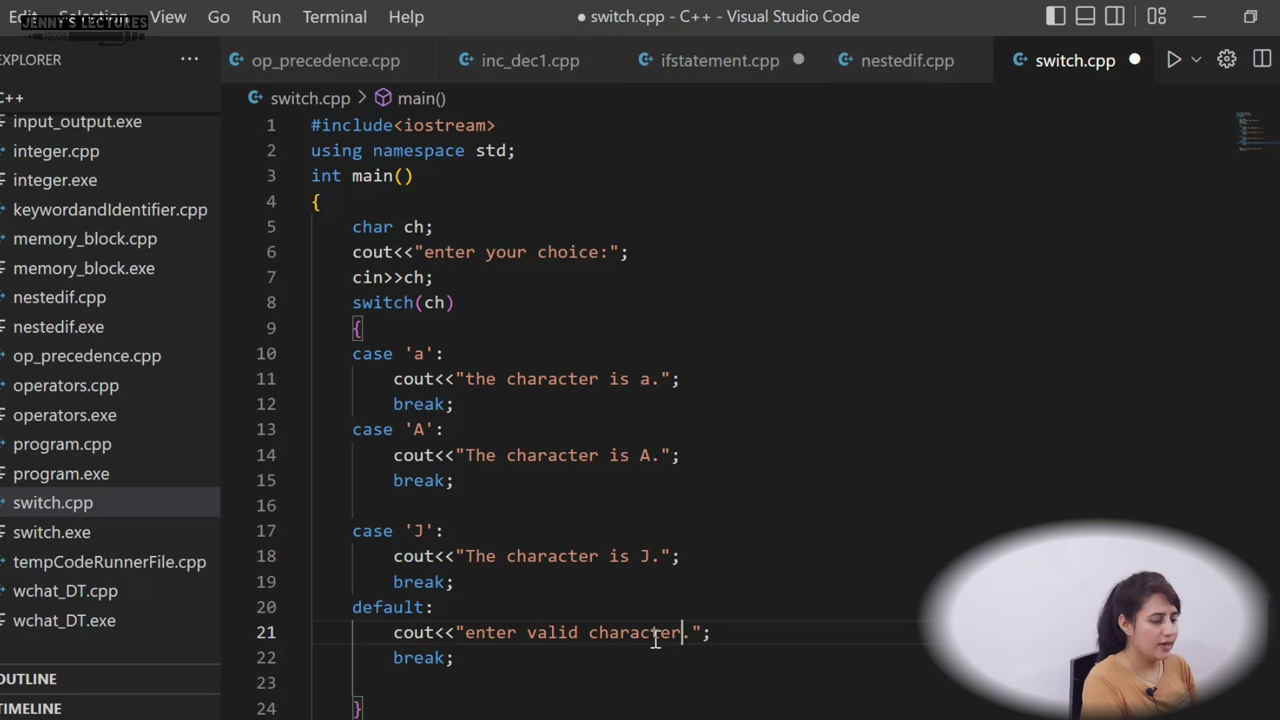 Edit Selection View Go Run Terminal Help
JENNY'S LECTURES
● switch.cpp - C++ - Visual Studio Code
EXPLORER
op_precedence.cpp
inc_dec1.cpp
ifstatement.cpp
nestedif.cpp
switch.cpp
C++
switch.cpp > main()
input_output.exe
integer.cpp
integer.exe
keywordandIdentifier.cpp
memory_block.cpp
memory_block.exe
nestedif.cpp
nestedif.exe
op_precedence.cpp
operators.cpp
operators.exe
program.cpp
program.exe
switch.cpp
switch.exe
tempCodeRunnerFile.cpp
wchat_DT.cpp
wchat_DT.exe
OUTLINE
TIMELINE
1 #include<iostream>
2 using namespace std;
3 int main()
4 {
5 char ch;
6 cout<<"enter your choice:";
7 cin>>ch;
8 switch(ch)
9 {
10 case 'a':
11 cout<<"the character is a.";
12 break;
13 case 'A':
14 cout<<"The character is A.";
15 break;
16
17 case 'J':
18 cout<<"The character is J.";
19 break;
20 default:
21 cout<<"enter valid character.";
22 break;
23
24 }